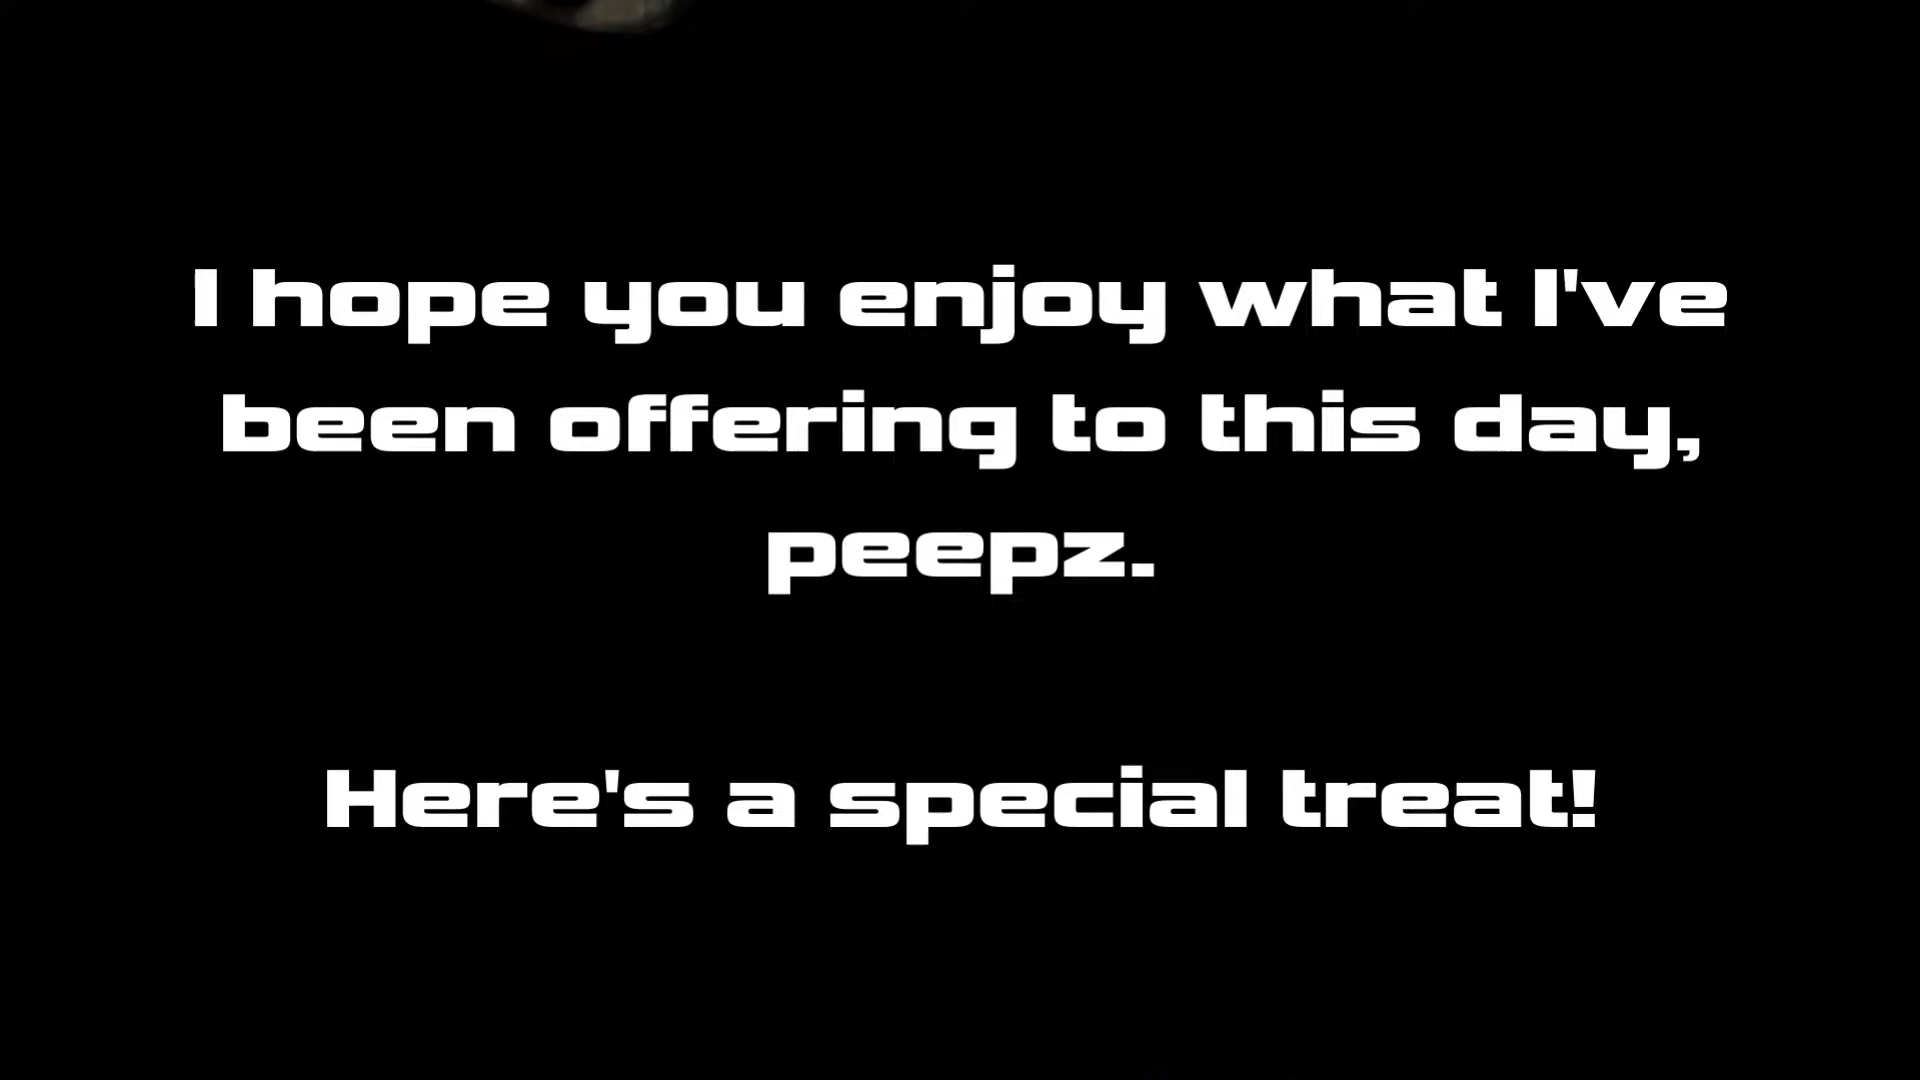 I hope you enjoy what I've
been offering to this day,
peepz.
Here's a special treat!